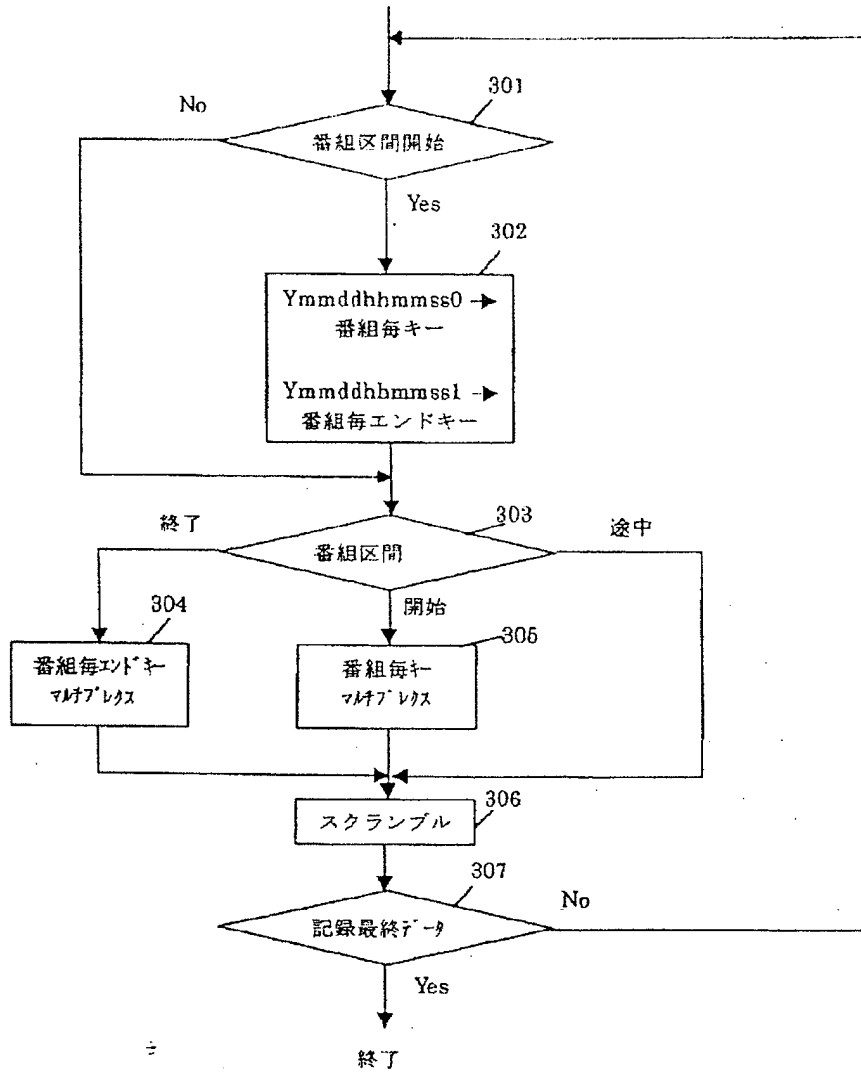 301
No
番組区間開始
Yes
302
Ymmddhhmmss0 →
番組毎キー
Ymmddhhmmss1 →
番組毎エンドキー
終了
303
途中
番組区間
開始
304
305
番組毎エンドキー
マルチプレクス
番組毎キー
マルチプレクス
306
スクランブル
307
No
記録最終データ
Yes
終了